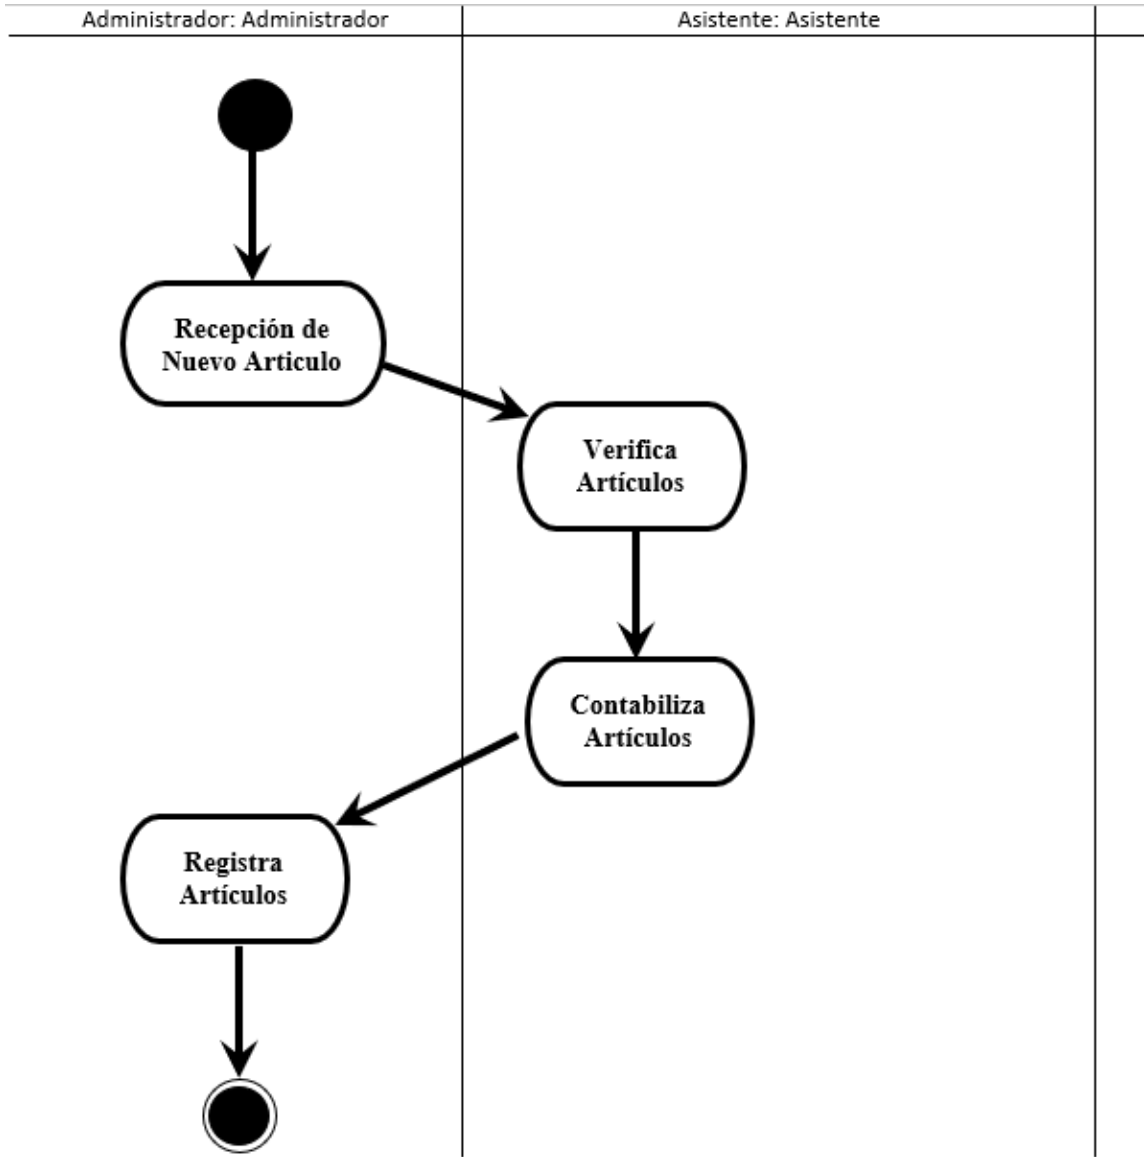 Administrador: Administrador
Asistente: Asistente
Recepción de
Nuevo Articulo
Verifica
Artículos
Contabiliza
Artículos
Registra
Artículos